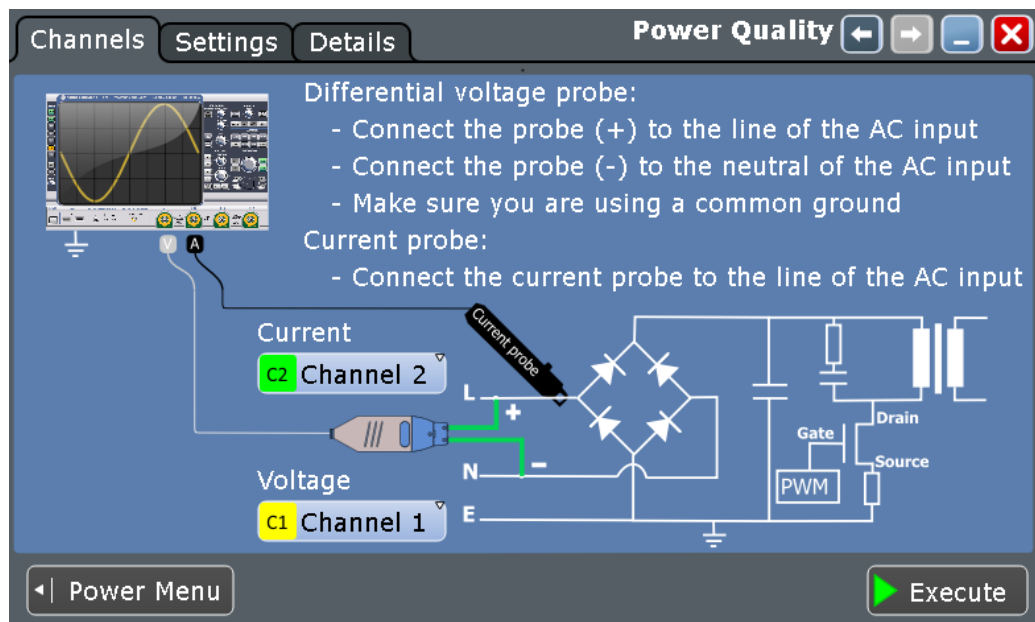 Channels Settings Details Power Quality
Differential voltage probe:
- Connect the probe (+) to the line of the AC input
- Connect the probe (-) to the neutral of the AC input
- Make sure you are using a common ground
Current probe:
- Connect the current probe to the line of the AC input
V A
Current probe
Current
C2 Channel 2
L
+
Drain
Gate
Source
N
-
PWM
Voltage
C1 Channel 1
E
Power Menu
Execute